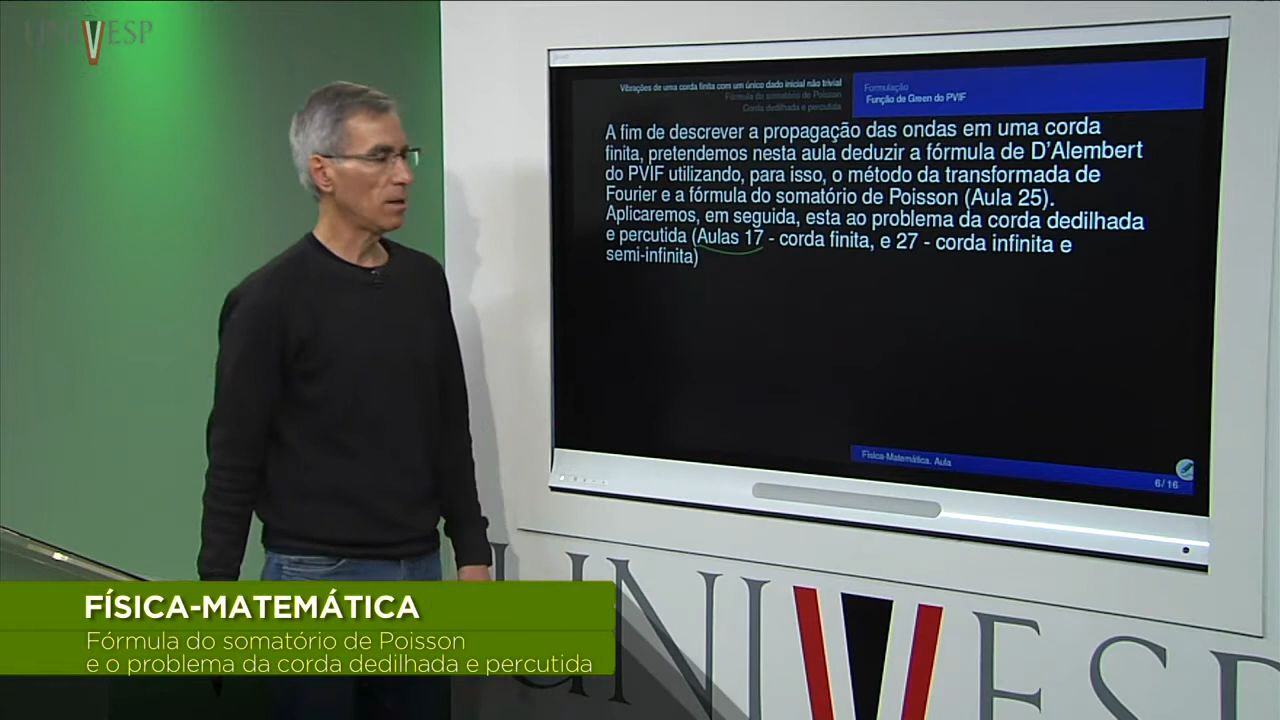 UNIVESP
Vibrações de uma corda finita com um único dado inicial não trivial
Fórmula do somatório de Poisson
Corda dedilhada e percutida
Formulação
Função de Green do PVIF
A fim de descrever a propagação das ondas em uma corda
finita, pretendemos nesta aula deduzir a fórmula de D'Alembert
do PVIF utilizando, para isso, o método da transformada de
Fourier e a fórmula do somatório de Poisson (Aula 25).
Aplicaremos, em seguida, esta ao problema da corda dedilhada
e percutida (Aulas 17 - corda finita, e 27 - corda infinita e
semi-infinita)
Física-Matemática. Aula
6/16
FÍSICA-MATEMÁTICA
Fórmula do somatório de Poisson
e o problema da corda dedilhada e percutida
UNIVESP